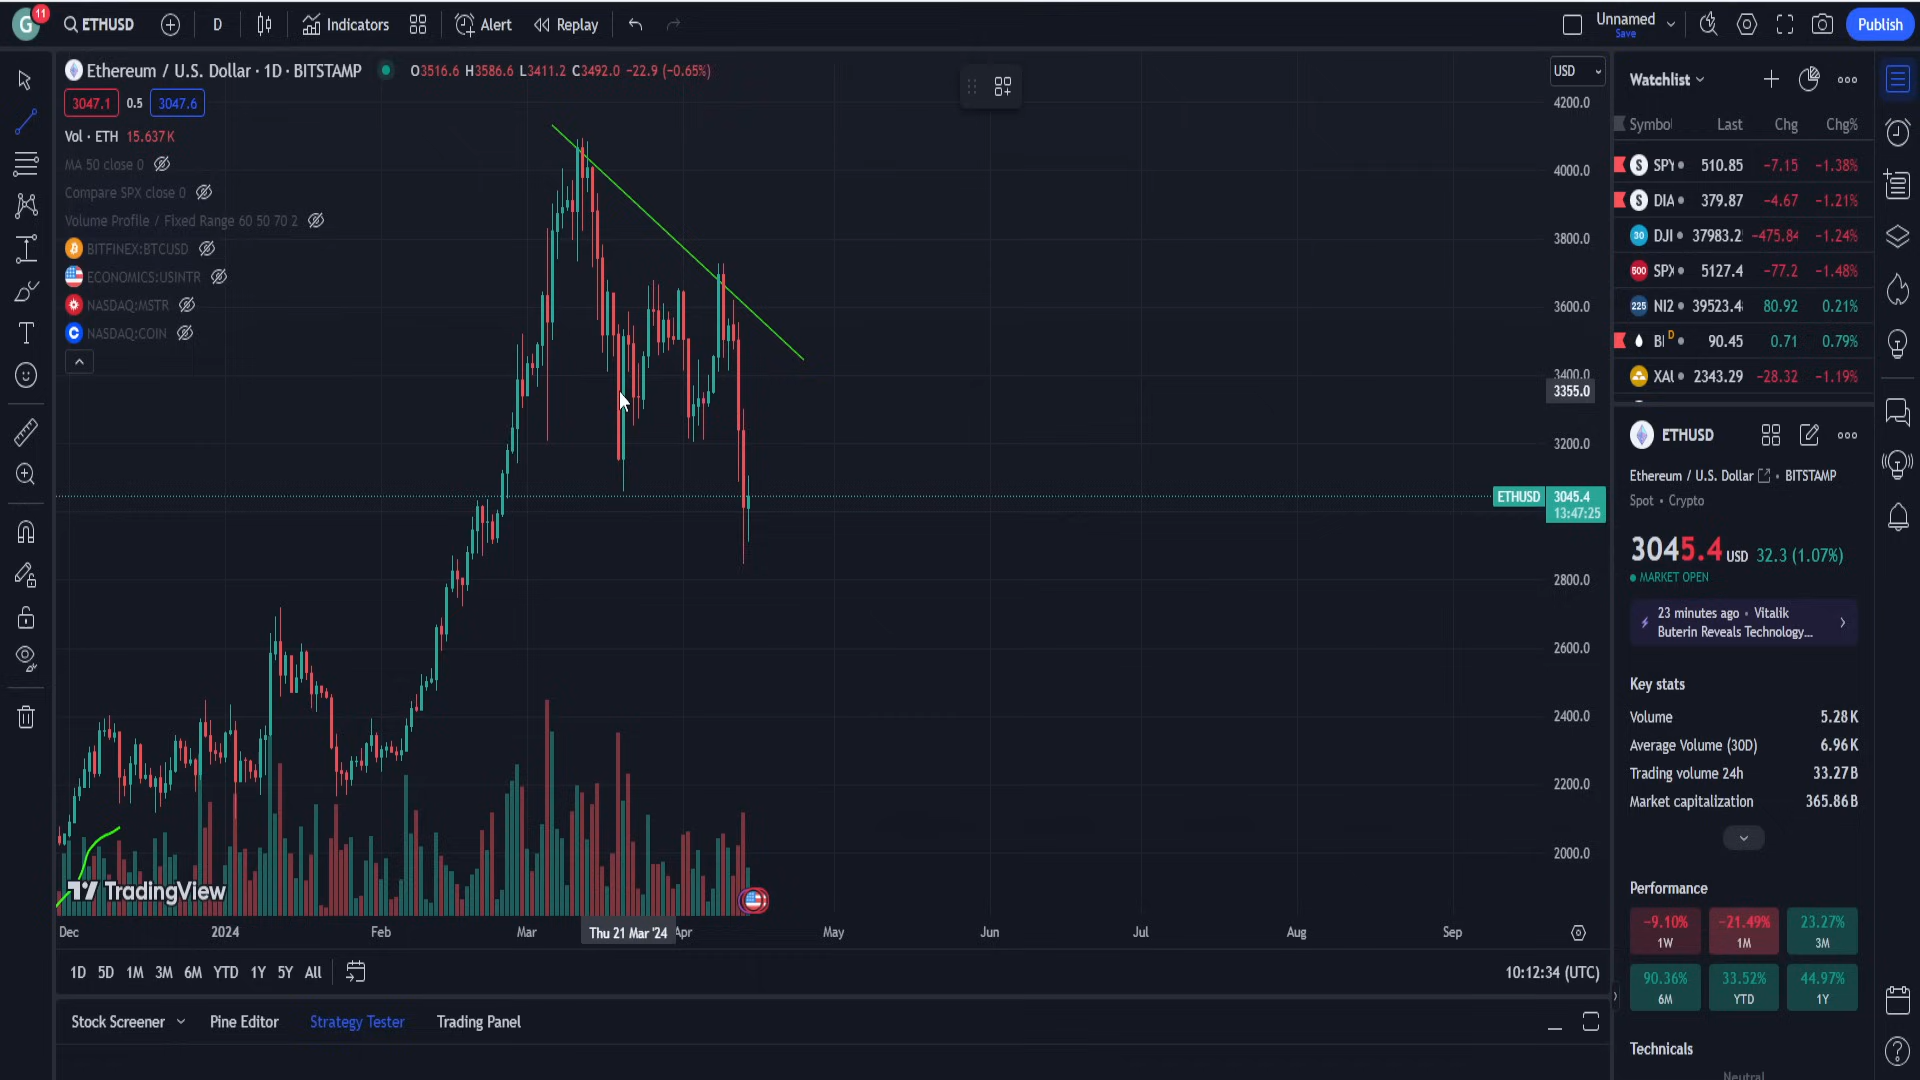 G 11 ETHUSD D Indicators Alert Replay Unnamed Save Publish
Ethereum / U.S. Dollar · 1D · BITSTAMP O3516.6 H3586.6 L3411.2 C3492.0 −22.9 (−0.65%)
3047.1 0.5 3047.6
Vol · ETH 15.637K
MA 50 close 0
Compare SPX close 0
Volume Profile / Fixed Range 60 50 70 2
BITFINEX:BTCUSD
ECONOMICS:USINTR
NASDAQ:MSTR
NASDAQ:COIN
USD
4200.0
4000.0
3800.0
3600.0
3400.0
3355.0
3200.0
ETHUSD 3045.4
13:47:25
2800.0
2600.0
2400.0
2200.0
2000.0
TradingView
Dec 2024 Feb Mar Thu 21 Mar '24 Apr May Jun Jul Aug Sep
1D 5D 1M 3M 6M YTD 1Y 5Y All 10:12:34 (UTC)
Stock Screener Pine Editor Strategy Tester Trading Panel
Watchlist
Symbol Last Chg Chg%
S SPY 510.85 −7.15 −1.38%
S DIA 379.87 −4.67 −1.21%
30 DJI 37983.2 −475.84 −1.24%
500 SPX 5127.4 −77.2 −1.48%
225 NI2 39523.4 80.92 0.21%
D 90.45 0.71 0.79%
XAU 2343.29 −28.32 −1.19%
ETHUSD
Ethereum / U.S. Dollar • BITSTAMP
Spot • Crypto
3045.4 USD 32.3 (1.07%)
MARKET OPEN
23 minutes ago • Vitalik
Buterin Reveals Technology...
Key stats
Volume 5.28K
Average Volume (30D) 6.96K
Trading volume 24h 33.27B
Market capitalization 365.86B
Performance
−9.10% −21.49% 23.27%
1W 1M 3M
90.36% 33.52% 44.97%
6M YTD 1Y
Technicals
Neutral